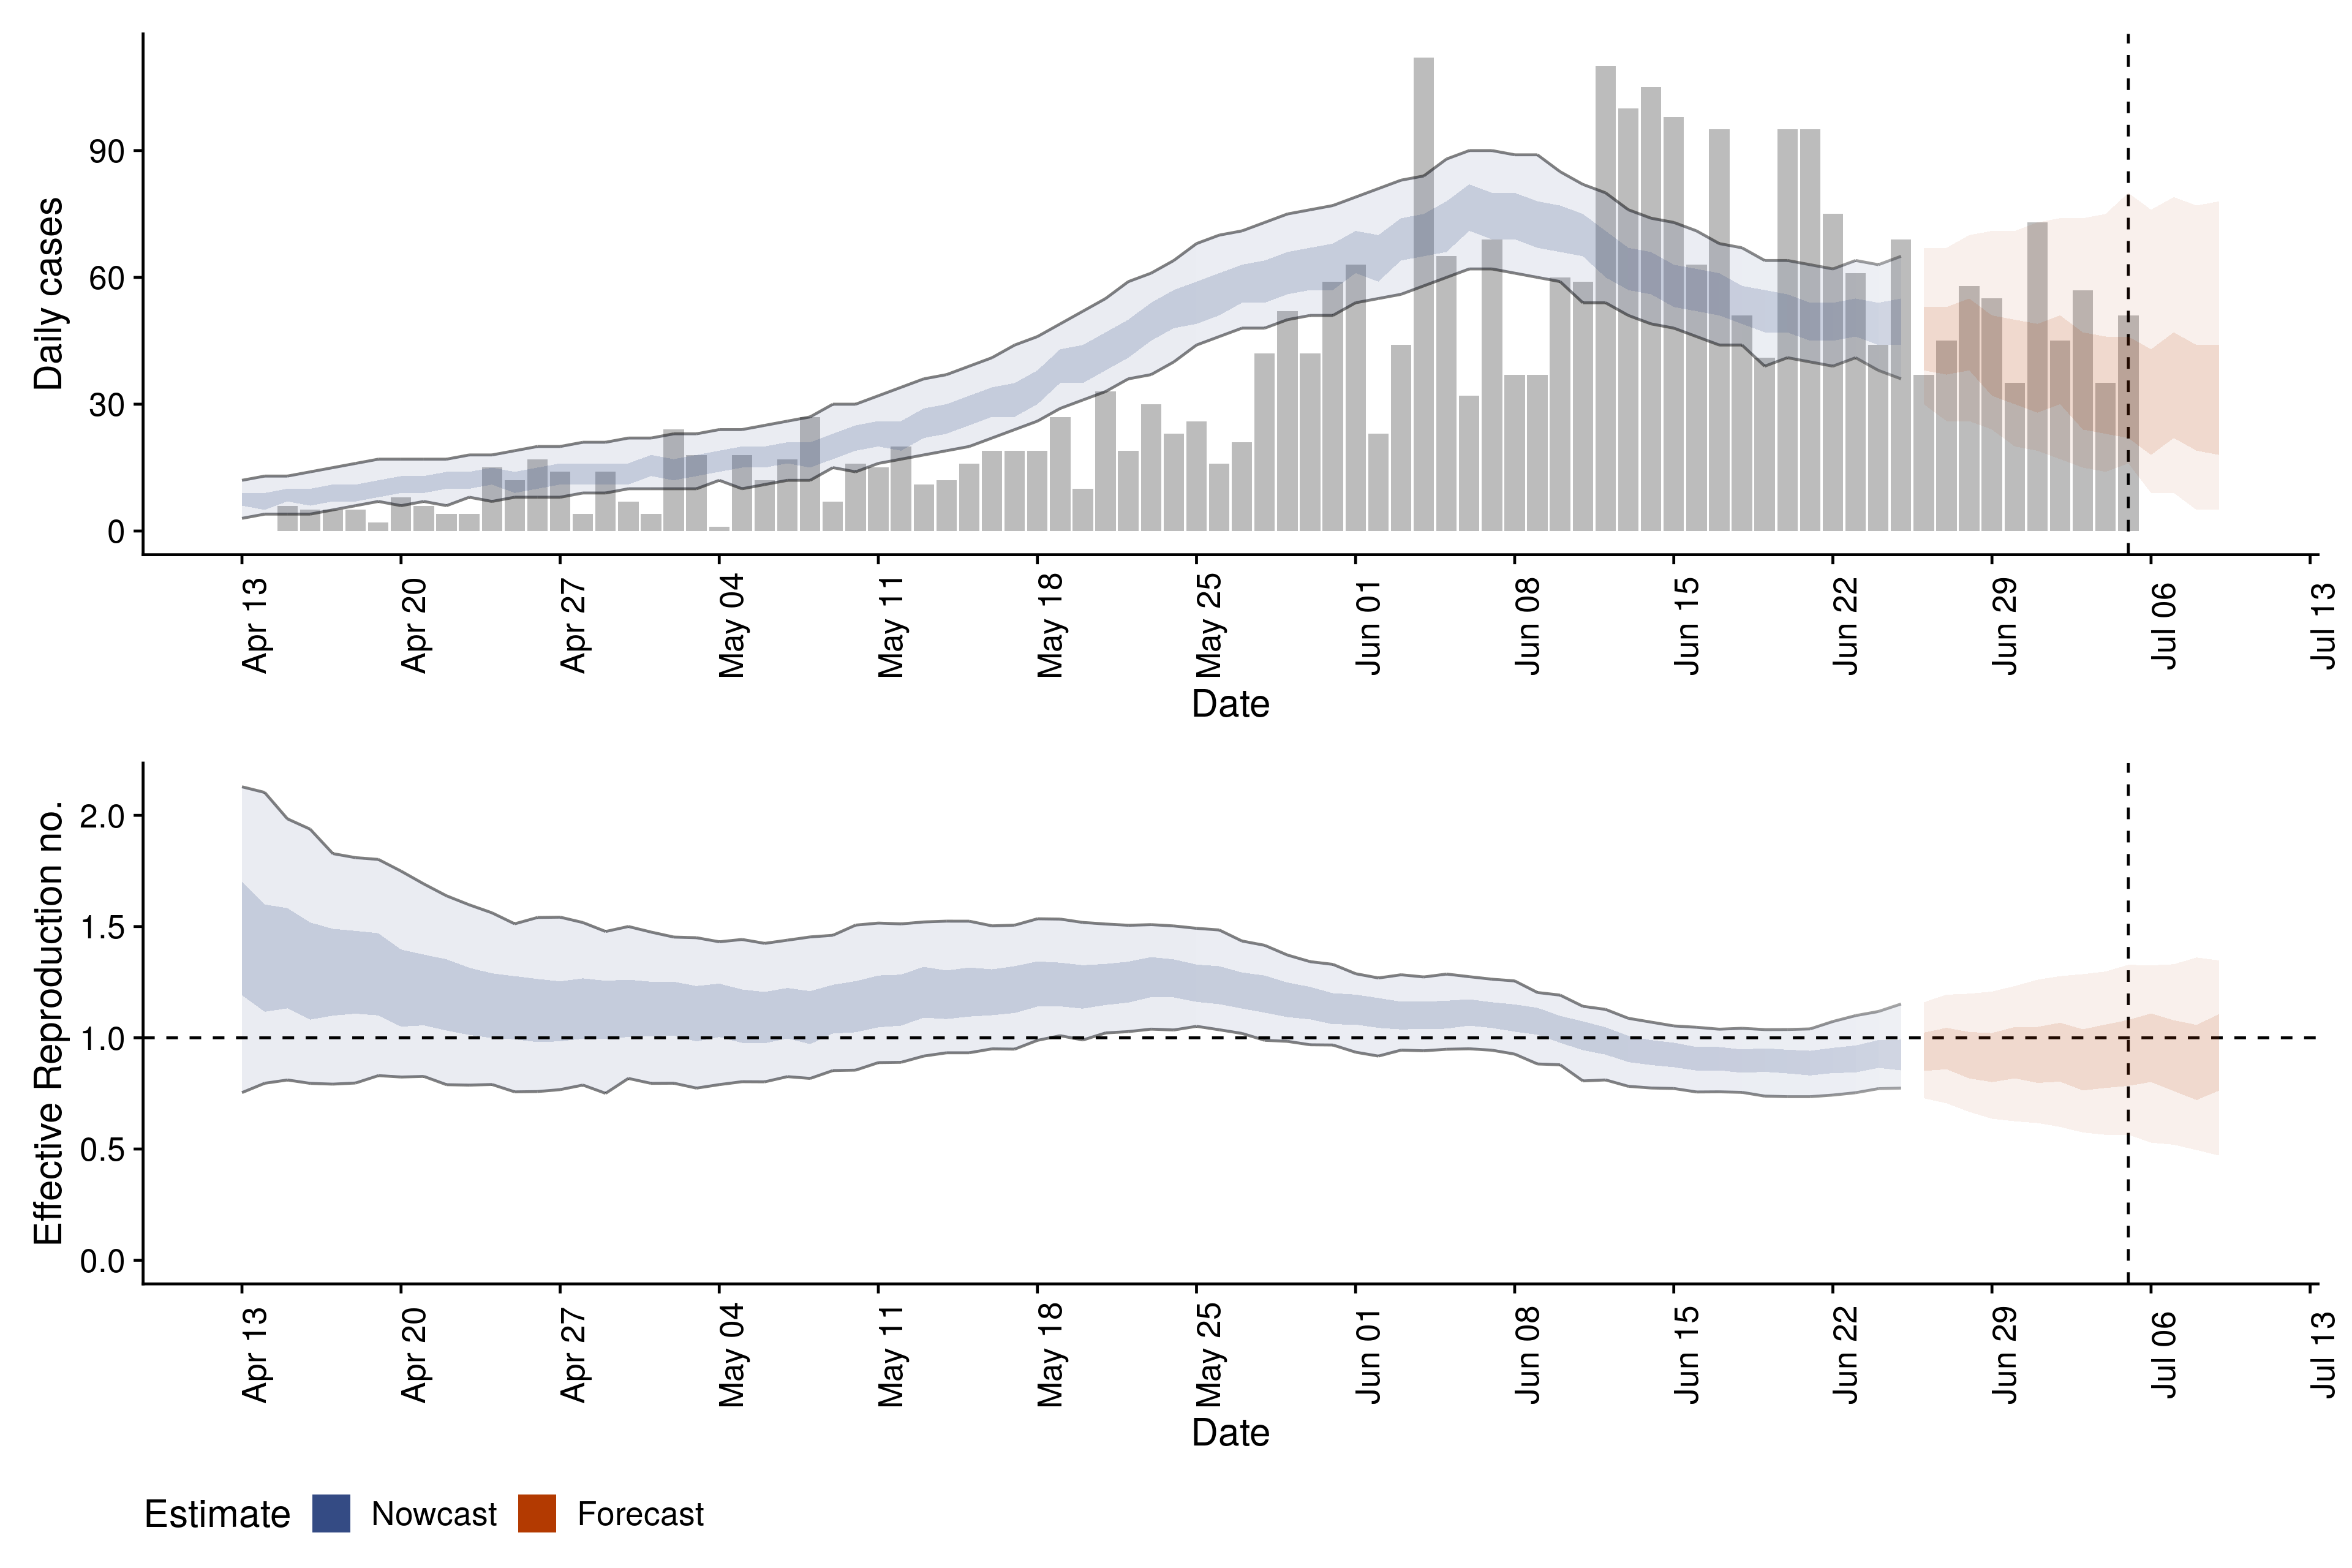 Daily cases
90
60
30
0
Apr 13
Apr 20
Apr 27
May 04
May 11
May 18
May 25
Jun 01
Jun 08
Jun 15
Jun 22
Jun 29
Jul 06
Jul 13
Date
Effective Reproduction no.
2.0
1.5
1.0
0.5
0.0
Apr 13
Apr 20
Apr 27
May 04
May 11
May 18
May 25
Jun 01
Jun 08
Jun 15
Jun 22
Jun 29
Jul 06
Jul 13
Date
Estimate Nowcast Forecast